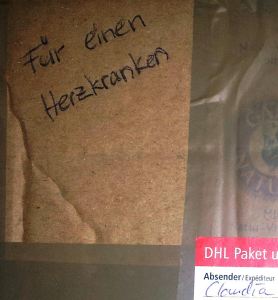 Für einen
Herzkranken
DHL Paket u
Absender / Expéditeur
Claudia